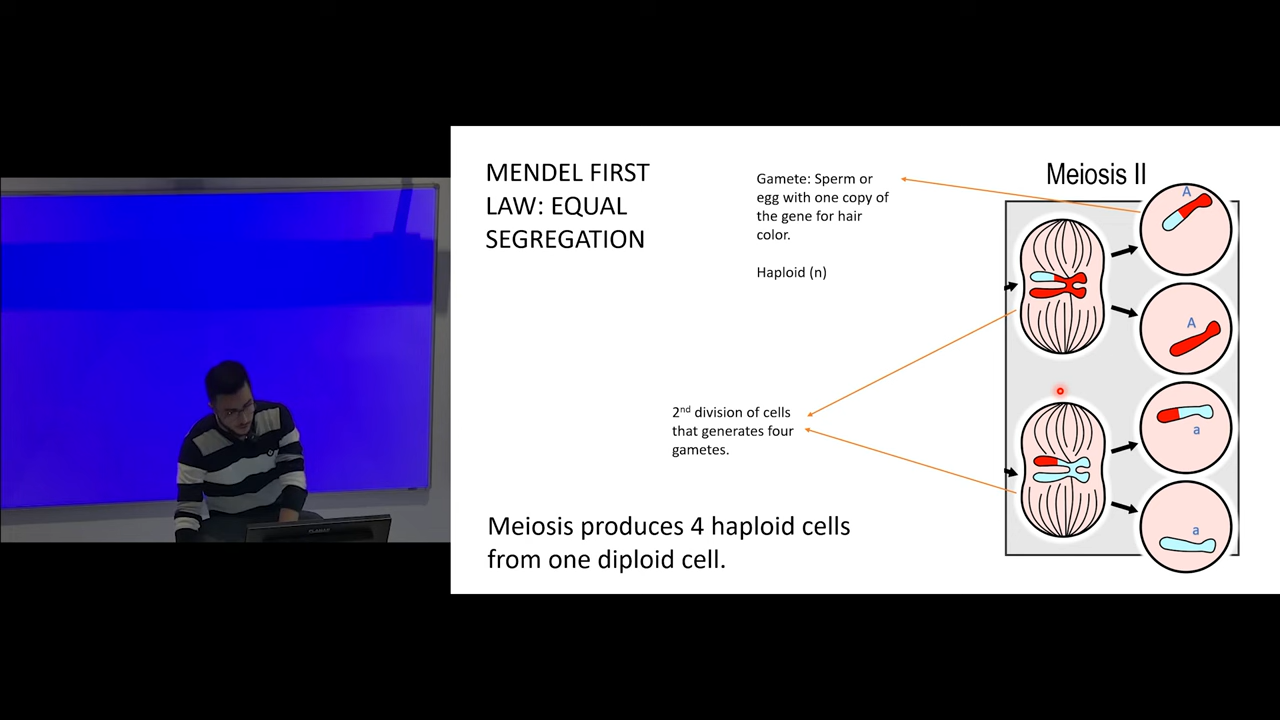 MENDEL FIRST
LAW: EQUAL
SEGREGATION
Gamete: Sperm or
egg with one copy of
the gene for hair
color.
Haploid (n)
2nd division of cells
that generates four
gametes.
Meiosis produces 4 haploid cells
from one diploid cell.
Meiosis II
A
A
a
a